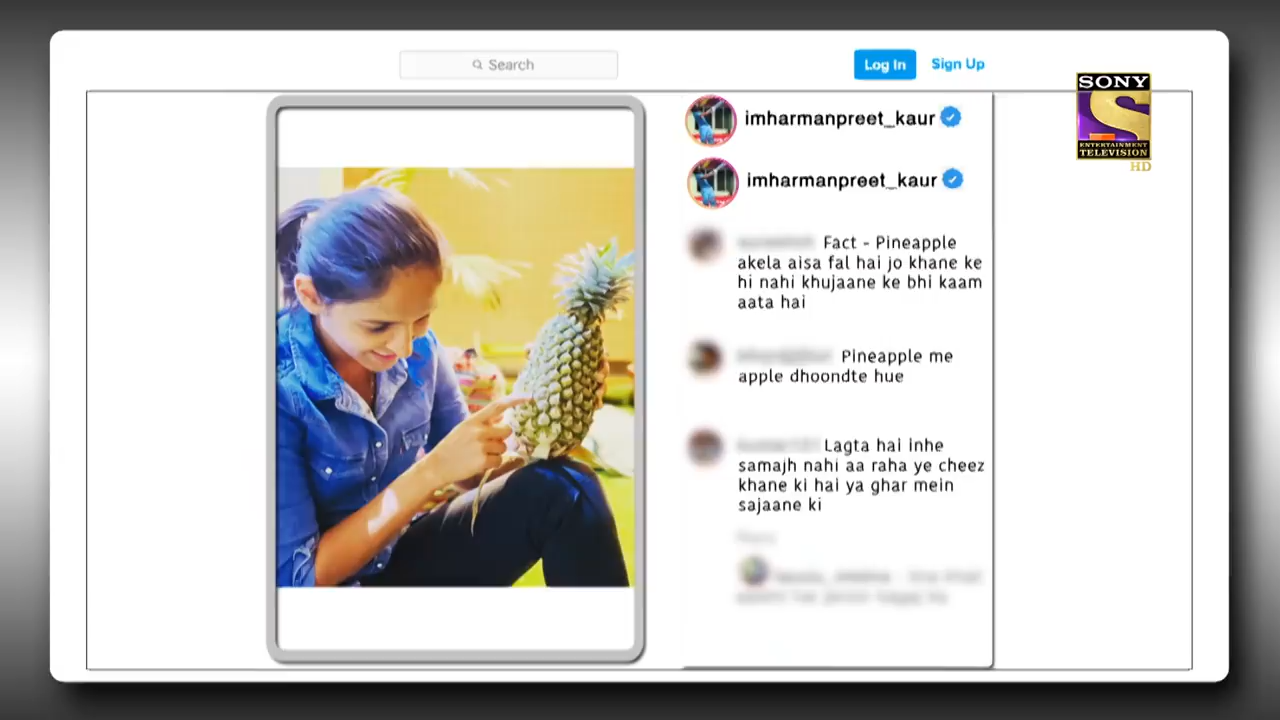 Search
Log In
Sign Up
SONY
ENTERTAINMENT
TELEVISION
HD
imharmanpreet_kaur
imharmanpreet_kaur
Fact - Pineapple
akela aisa fal hai jo khane ke
hi nahi khujaane ke bhi kaam
aata hai
Pineapple me
apple dhoondte hue
Lagta hai inhe
samajh nahi aa raha ye cheez
khane ki hai ya ghar mein
sajaane ki